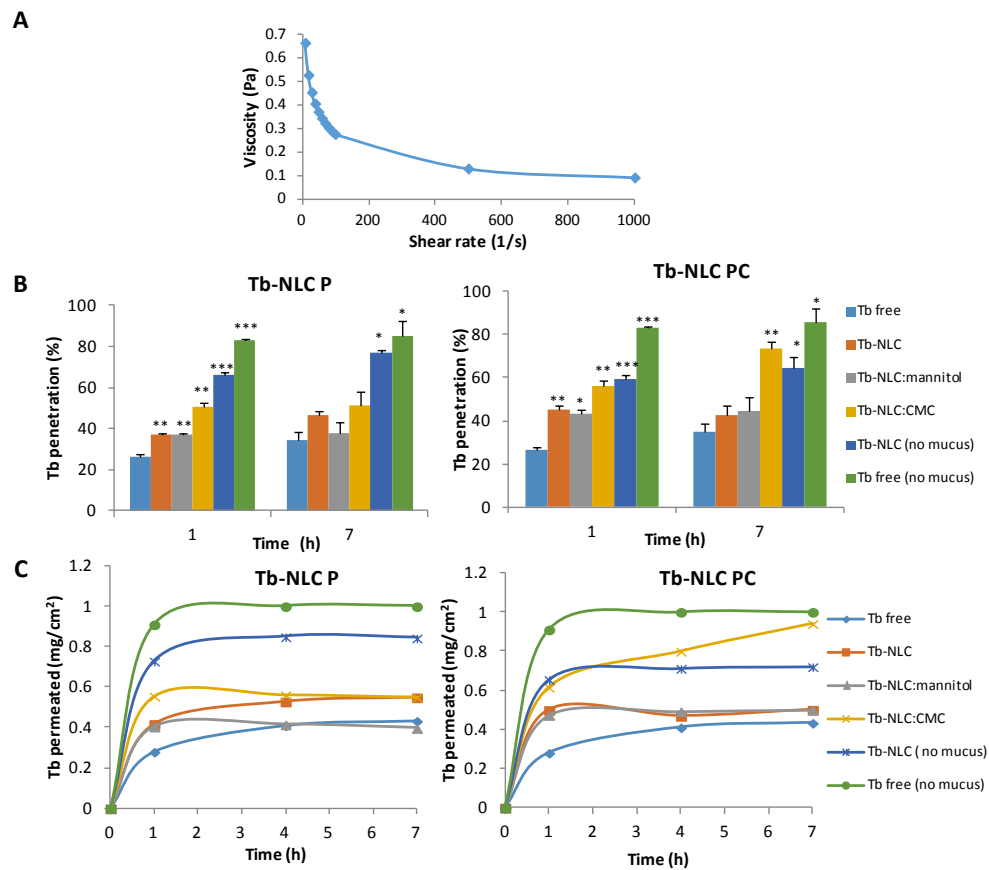 A
Viscosity (Pa)
0.7
0.6
0.5
0.4
0.3
0.2
0.1
0
0 200 400 600 800 1000
Shear rate (1/s)
B
Tb-NLC P
Tb penetration (%)
100
80
60
40
20
0
** ** ** *** ***
* *
1 7
Time (h)
Tb-NLC PC
Tb penetration (%)
100
80
60
40
20
0
** * ** *** ***
** * *
1 7
Time (h)
Tb free
Tb-NLC
Tb-NLC:mannitol
Tb-NLC:CMC
Tb-NLC (no mucus)
Tb free (no mucus)
C
Tb-NLC P
Tb permeated (mg/cm²)
1.2
1
0.8
0.6
0.4
0.2
0
0 1 2 3 4 5 6 7
Time (h)
Tb-NLC PC
Tb permeated (mg/cm²)
1.2
1
0.8
0.6
0.4
0.2
0
0 1 2 3 4 5 6 7
Time (h)
Tb free
Tb-NLC
Tb-NLC:mannitol
Tb-NLC:CMC
Tb-NLC ( no mucus)
Tb free (no mucus)